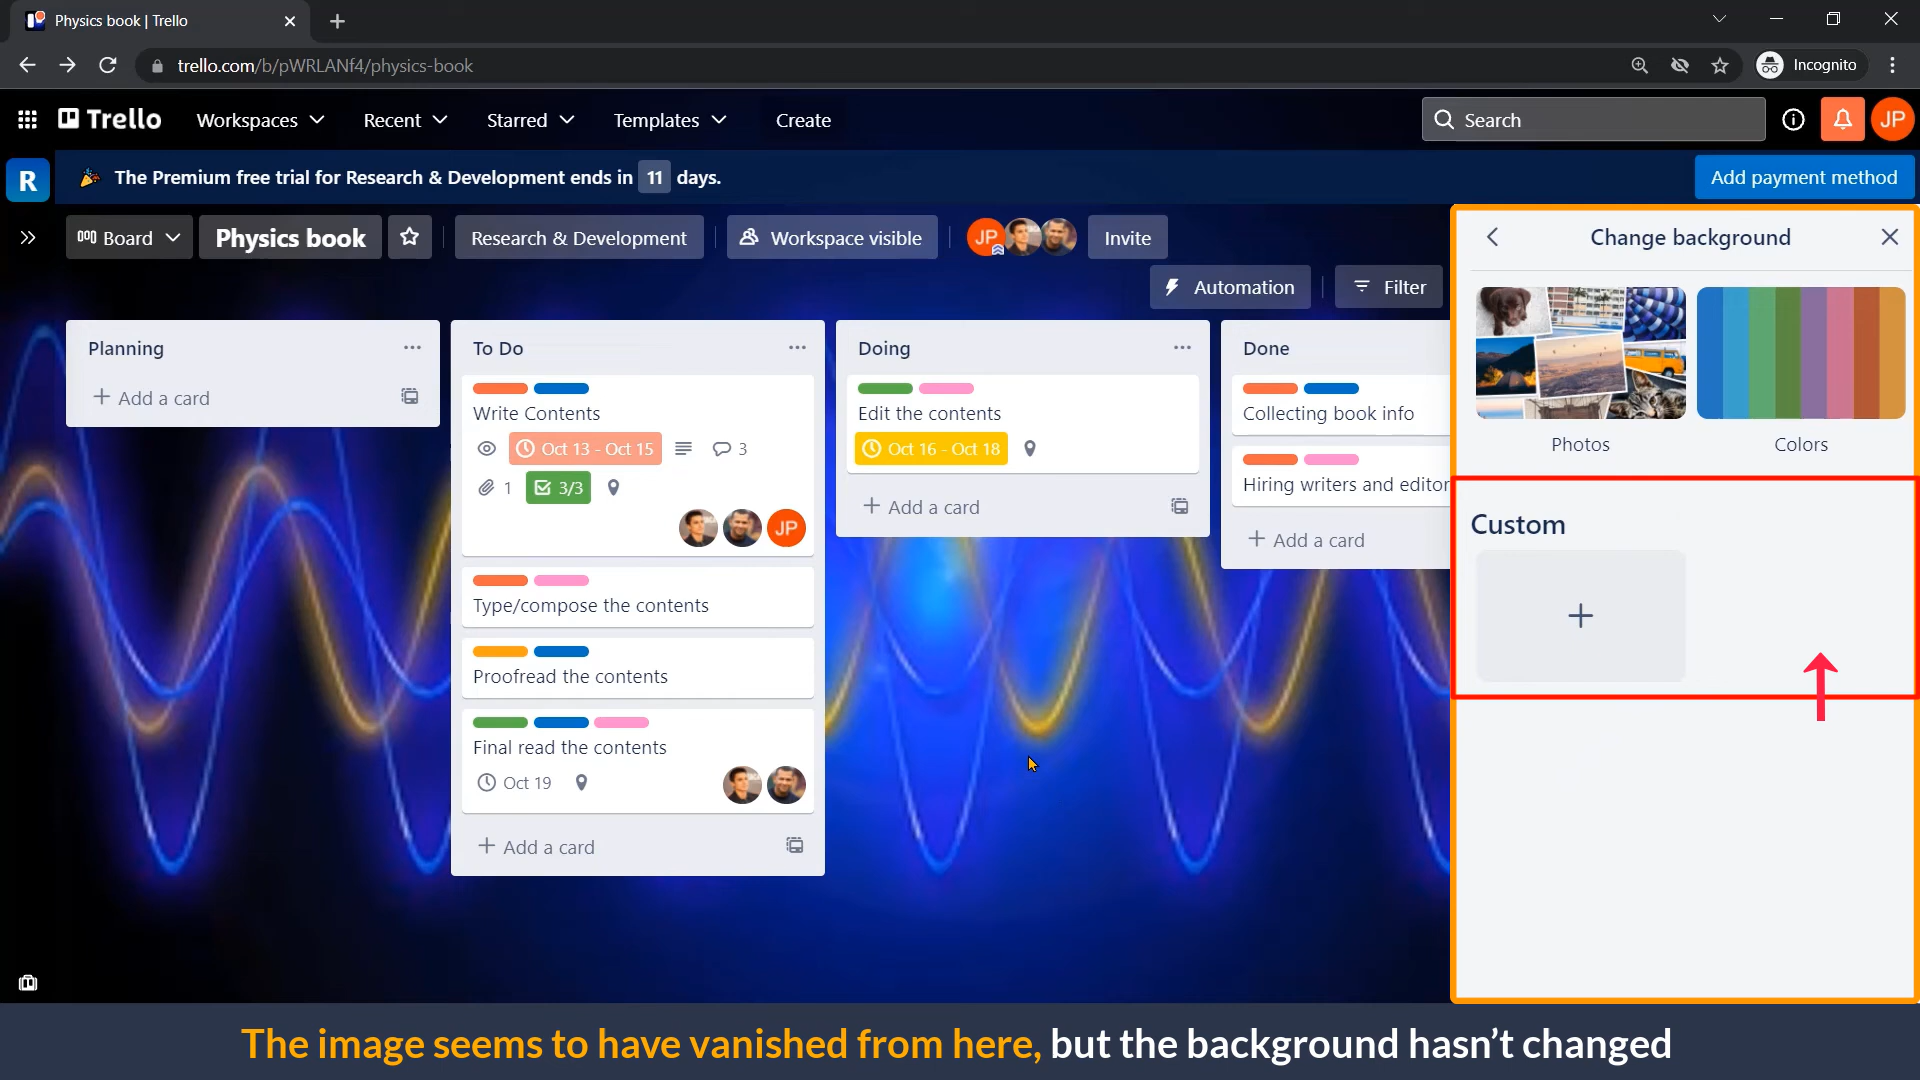 Physics book | Trello
trello.com/b/pWRLANf4/physics-book
Incognito
Trello
Workspaces
Recent
Starred
Templates
Create
Search
JP
R
The Premium free trial for Research & Development ends in 11 days.
Add payment method
Board
Physics book
Research & Development
Workspace visible
JP
Invite
Automation
Filter
Planning
Add a card
To Do
Write Contents
Oct 13 - Oct 15
3
1
3/3
JP
Type/compose the contents
Proofread the contents
Final read the contents
Oct 19
Add a card
Doing
Edit the contents
Oct 16 - Oct 18
Add a card
Done
Collecting book info
Hiring writers and editor
Add a card
Change background
Photos
Colors
Custom
The image seems to have vanished from here, but the background hasn’t changed